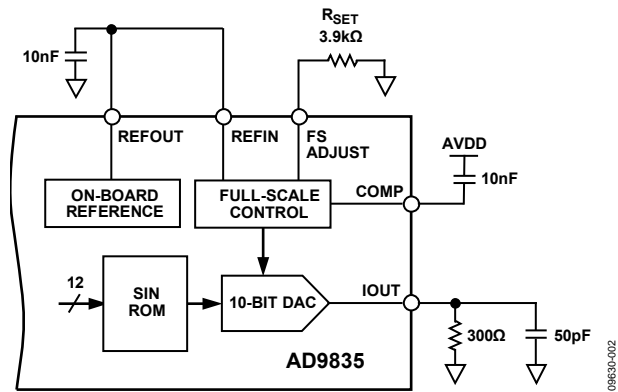 R_SET
3.9kΩ
10nF
REFOUT
REFIN
FS
ADJUST
AVDD
10nF
COMP
ON-BOARD
REFERENCE
FULL-SCALE
CONTROL
12
SIN
ROM
10-BIT DAC
IOUT
300Ω
50pF
AD9835
09630-002